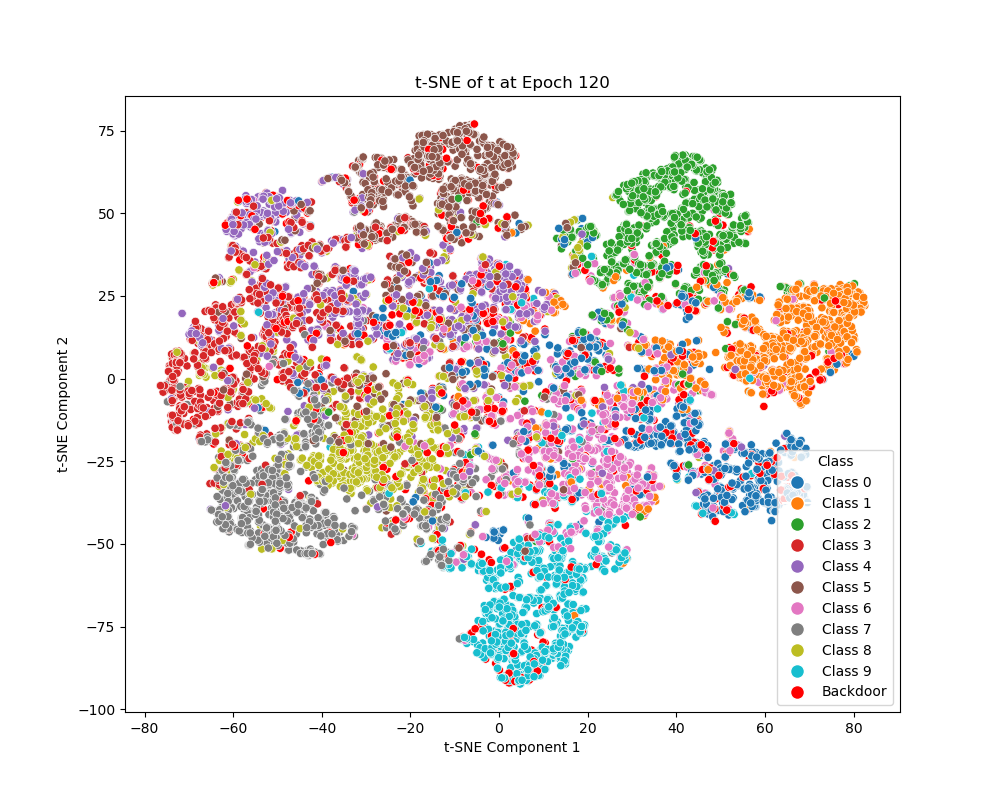 t-SNE of t at Epoch 120
75
50
25
0
−25
−50
−75
−100
t-SNE Component 2
−80
−60
−40
−20
0
20
40
60
80
t-SNE Component 1
Class
Class 0
Class 1
Class 2
Class 3
Class 4
Class 5
Class 6
Class 7
Class 8
Class 9
Backdoor